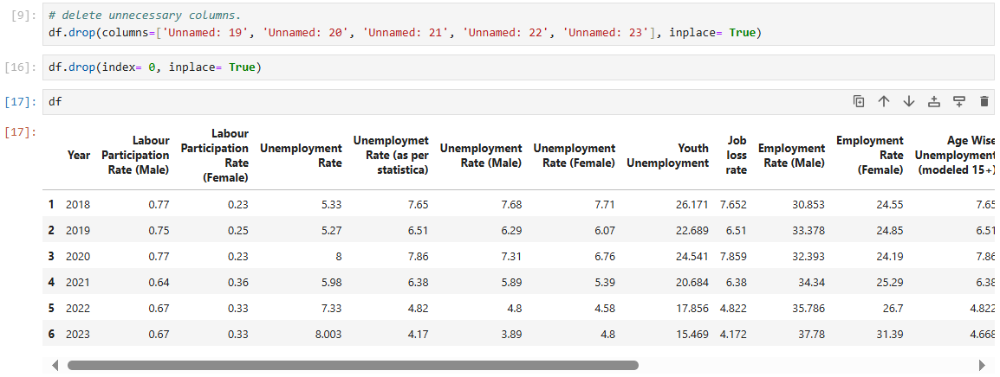 [9]: # delete unnecessary columns.
df.drop(columns=['Unnamed: 19', 'Unnamed: 20', 'Unnamed: 21', 'Unnamed: 22', 'Unnamed: 23'], inplace= True)
[16]: df.drop(index= 0, inplace= True)
[17]: df
[17]:
Year Labour Participation Rate (Male) Labour Participation Rate (Female) Unemployment Rate Unemploymet Rate (as per statistica) Unemployment Rate (Male) Unemployment Rate (Female) Youth Unemployment Job loss rate Employment Rate (Male) Employment Rate (Female) Age Wise Unemployment (modeled 15+)
1 2018 0.77 0.23 5.33 7.65 7.68 7.71 26.171 7.652 30.853 24.55 7.65
2 2019 0.75 0.25 5.27 6.51 6.29 6.07 22.689 6.51 33.378 24.85 6.51
3 2020 0.77 0.23 8 7.86 7.31 6.76 24.541 7.859 32.393 24.19 7.86
4 2021 0.64 0.36 5.98 6.38 5.89 5.39 20.684 6.38 34.34 25.29 6.38
5 2022 0.67 0.33 7.33 4.82 4.8 4.58 17.856 4.822 35.786 26.7 4.822
6 2023 0.67 0.33 8.003 4.17 3.89 4.8 15.469 4.172 37.78 31.39 4.668